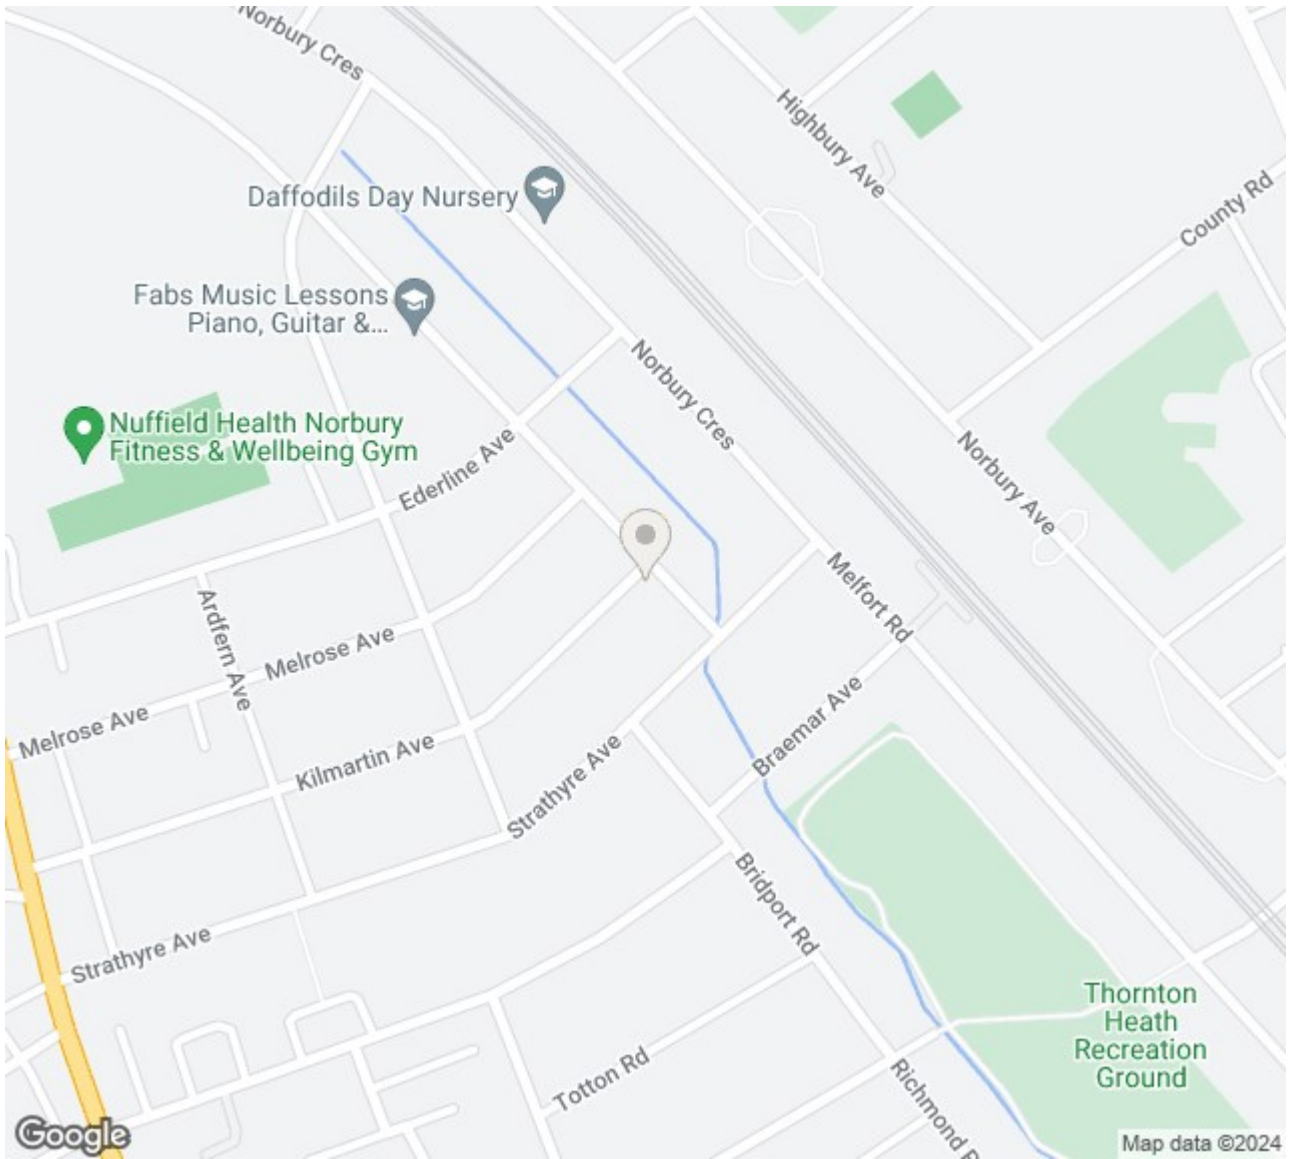 Norbury Cres
Highbury Ave
County Rd
Daffodils Day Nursery
Fabs Music Lessons
Piano, Guitar &...
Norbury Cres
Nuffield Health Norbury
Fitness & Wellbeing Gym
Ederline Ave
Norbury Ave
Melfort Rd
Ardfern Ave
Melrose Ave
Melrose Ave
Kilmartin Ave
Strathyre Ave
Braemar Ave
Bridport Rd
Strathyre Ave
Thornton
Heath
Recreation
Ground
Totton Rd
Richmond
Google
Map data ©2024